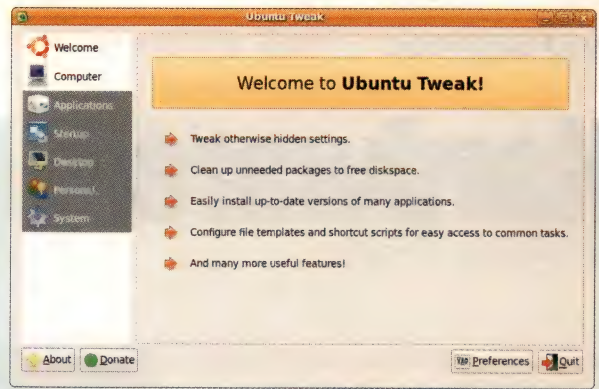 Ubuntu Tweak
Welcome
Computer
Applications
Startup
Desktop
Personal
System
Welcome to Ubuntu Tweak!
Tweak otherwise hidden settings.
Clean up unneeded packages to free diskspace.
Easily install up-to-date versions of many applications.
Configure file templates and shortcut scripts for easy access to common tasks.
And many more useful features!
About
Donate
Preferences
Quit